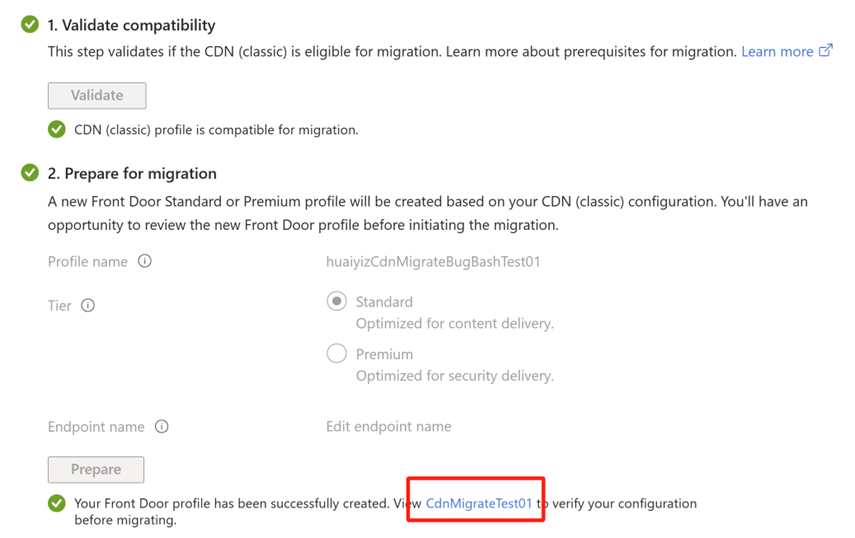 1. Validate compatibility
This step validates if the CDN (classic) is eligible for migration. Learn more about prerequisites for migration. Learn more
Validate
CDN (classic) profile is compatible for migration.
2. Prepare for migration
A new Front Door Standard or Premium profile will be created based on your CDN (classic) configuration. You'll have an
opportunity to review the new Front Door profile before initiating the migration.
Profile name huaiyizCdnMigrateBugBashTest01
Tier Standard
Optimized for content delivery.
Premium
Optimized for security delivery.
Endpoint name Edit endpoint name
Prepare
Your Front Door profile has been successfully created. View CdnMigrateTest01 to verify your configuration
before migrating.